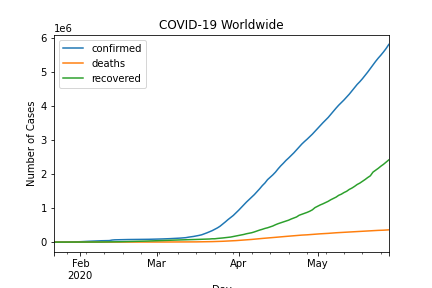 COVID-19 Worldwide
1e6
6
5
4
3
2
1
0
Number of Cases
confirmed
deaths
recovered
Feb
2020
Mar
Apr
May